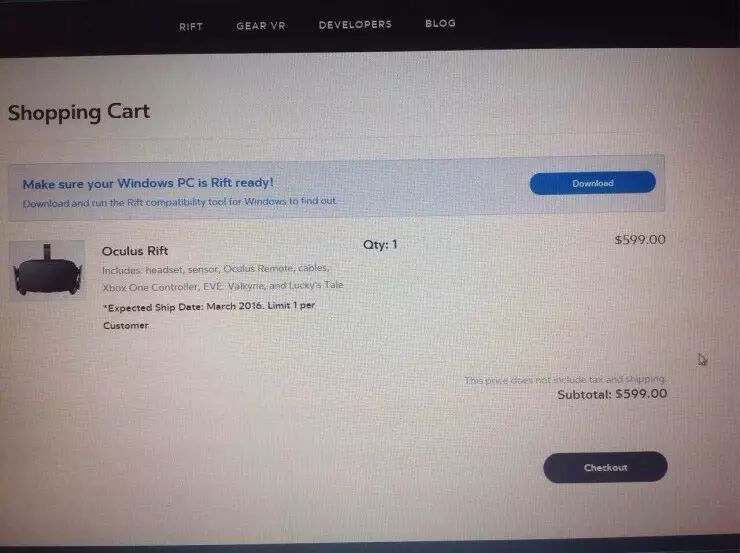 RIFT GEAR VR DEVELOPERS BLOG
Shopping Cart
Make sure your Windows PC is Rift ready!
Download and run the Rift compatibility tool for Windows to find out.
Download
Oculus Rift
Qty: 1
$599.00
Includes: headset, sensor, Oculus Remote, cables,
Xbox One Controller, EVE: Valkyrie, and Lucky's Tale
*Expected Ship Date: March 2016. Limit 1 per
Customer
This price does not include tax and shipping.
Subtotal: $599.00
Checkout